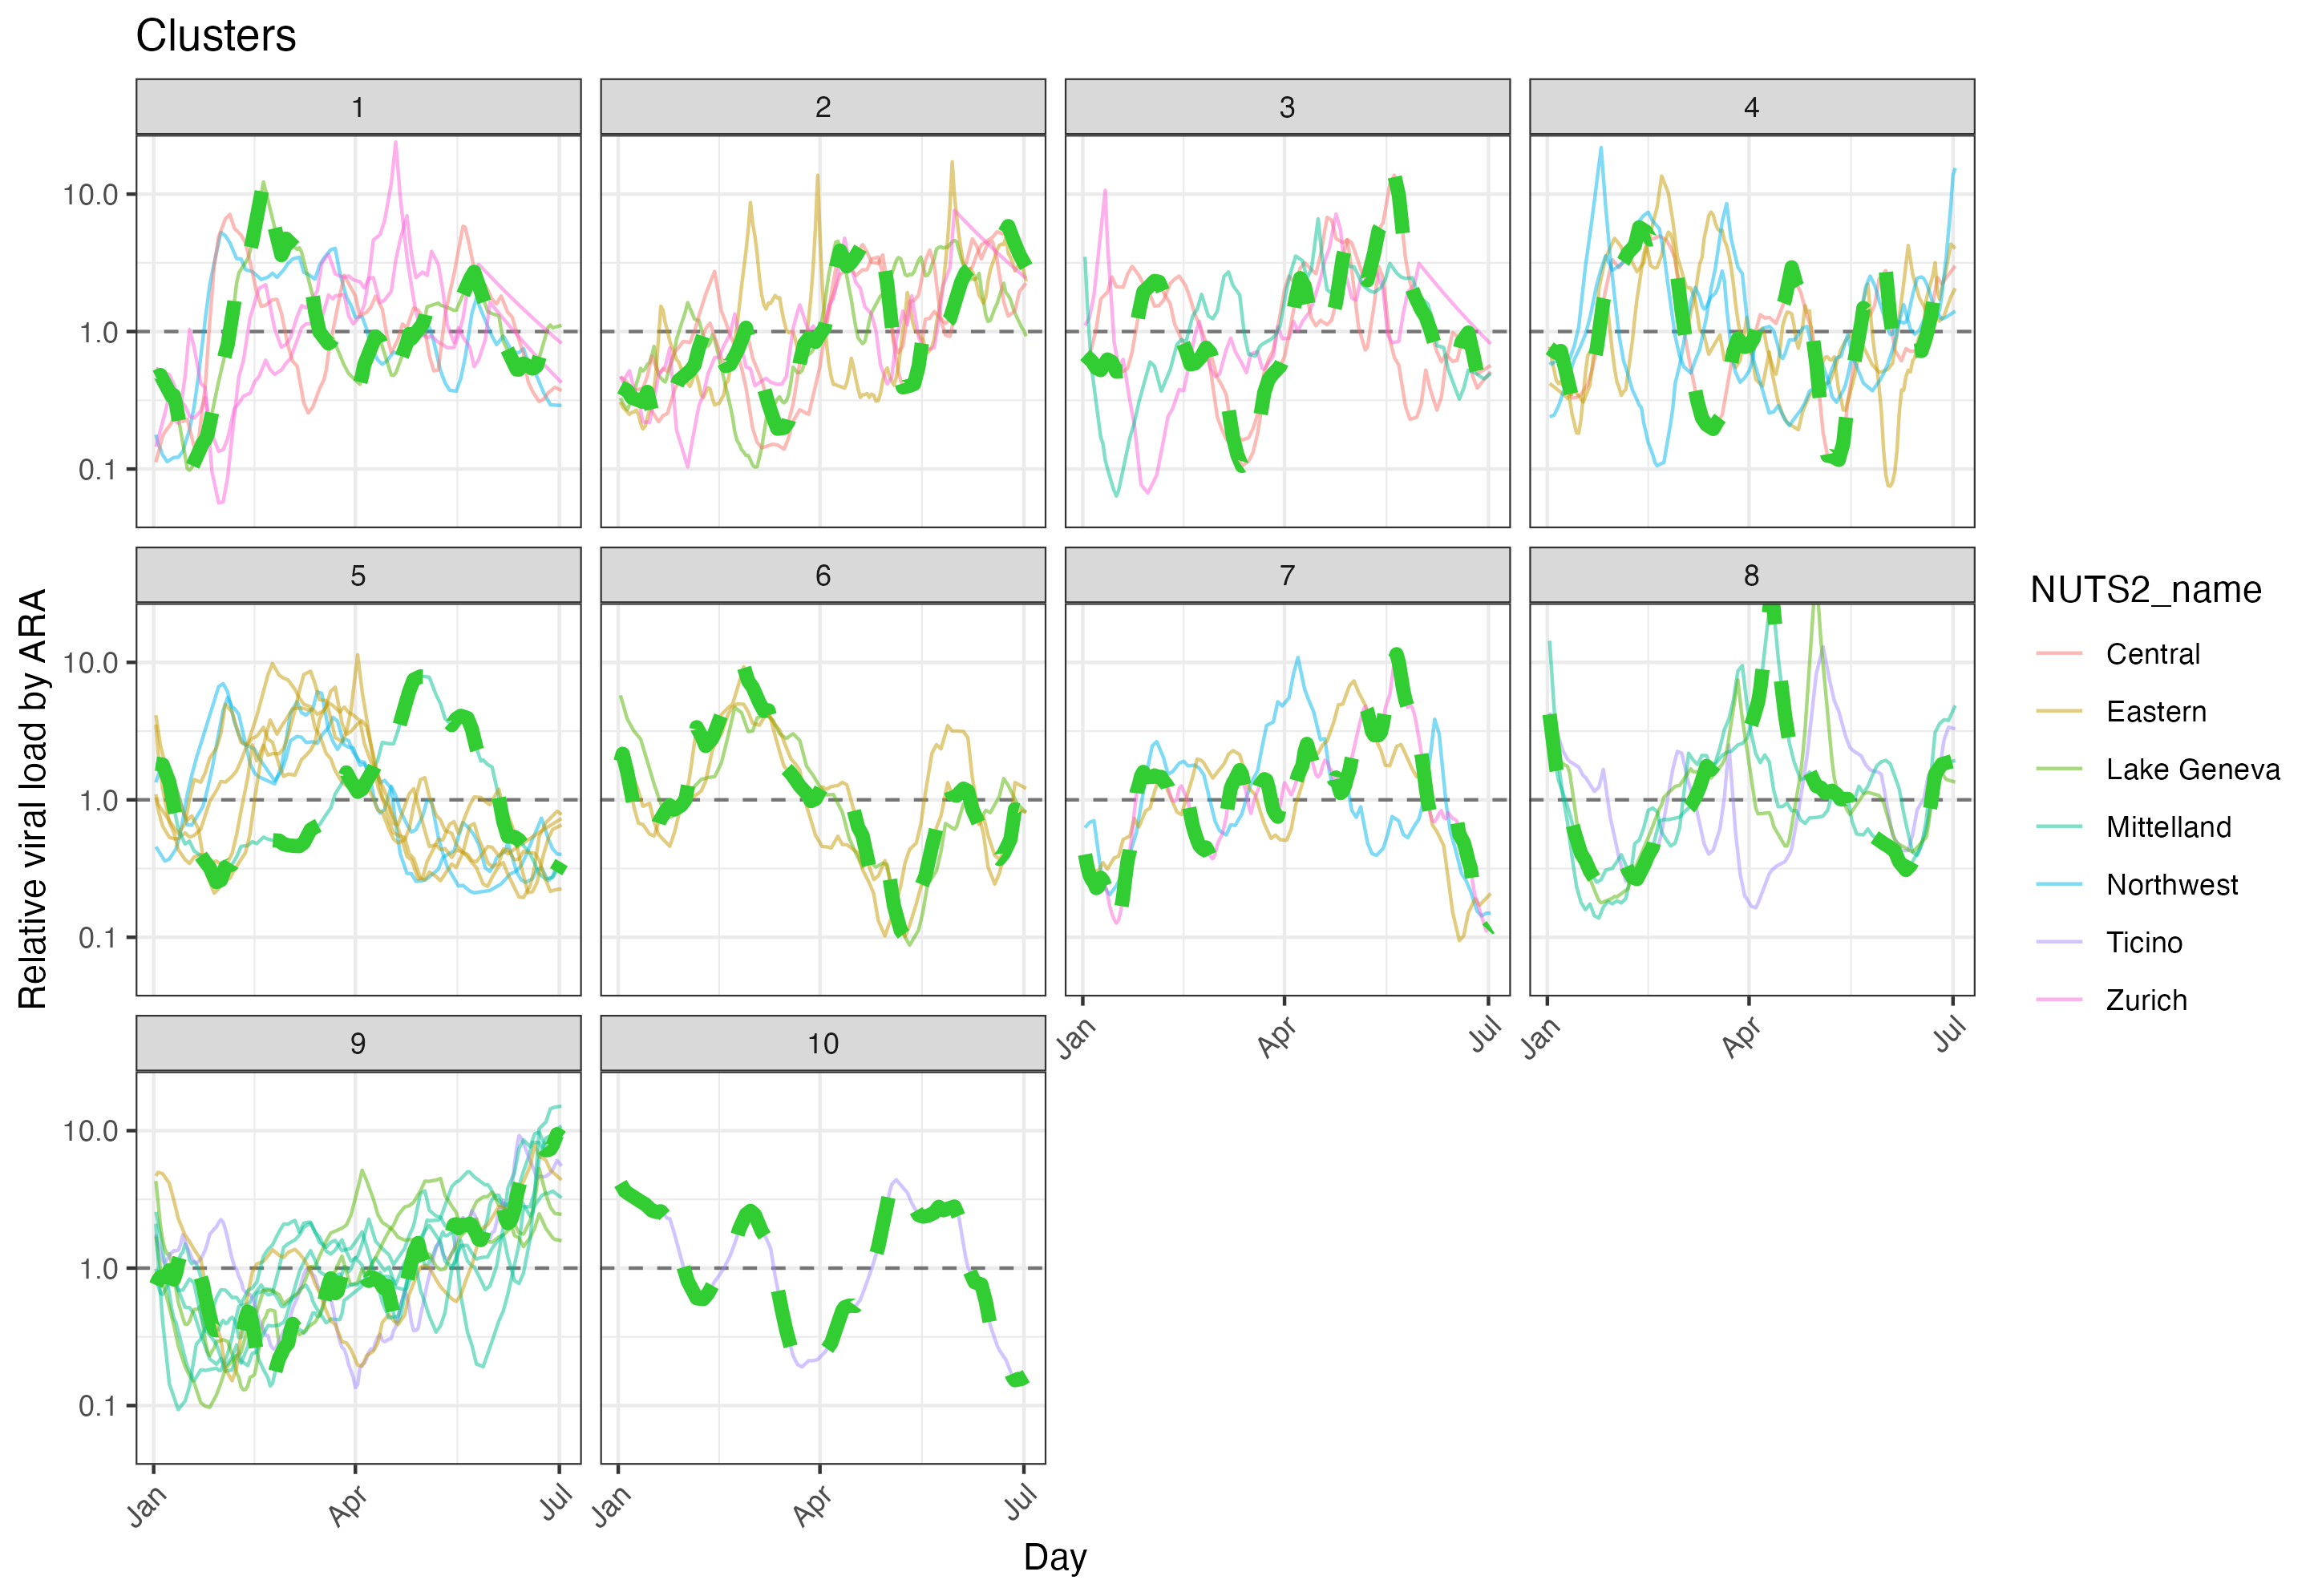 Clusters
1
2
3
4
10.0
1.0
0.1
5
6
7
8
10.0
1.0
0.1
Jan
Apr
Jul
Jan
Apr
Jul
9
10
10.0
1.0
0.1
Jan
Apr
Jul
Jan
Apr
Jul
Day
Relative viral load by ARA
NUTS2_name
Central
Eastern
Lake Geneva
Mittelland
Northwest
Ticino
Zurich